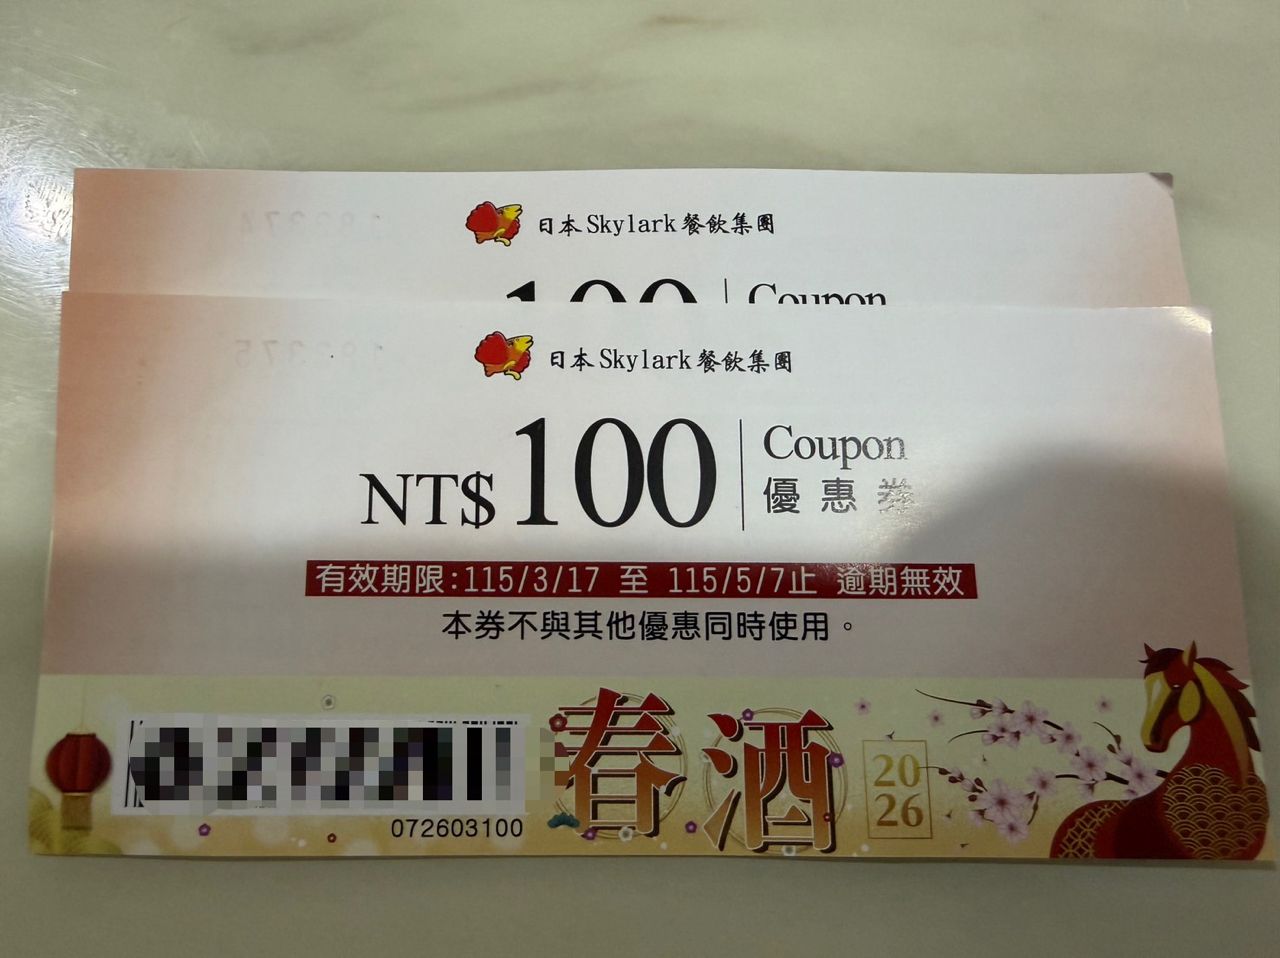 日本Skylark餐飲集團
100 Coupon
日本Skylark餐飲集團
NT$100
Coupon
優惠券
有效期限:115/3/17 至 115/5/7止 逾期無效
本券不與其他優惠同時使用。
072603100
春酒
20
26